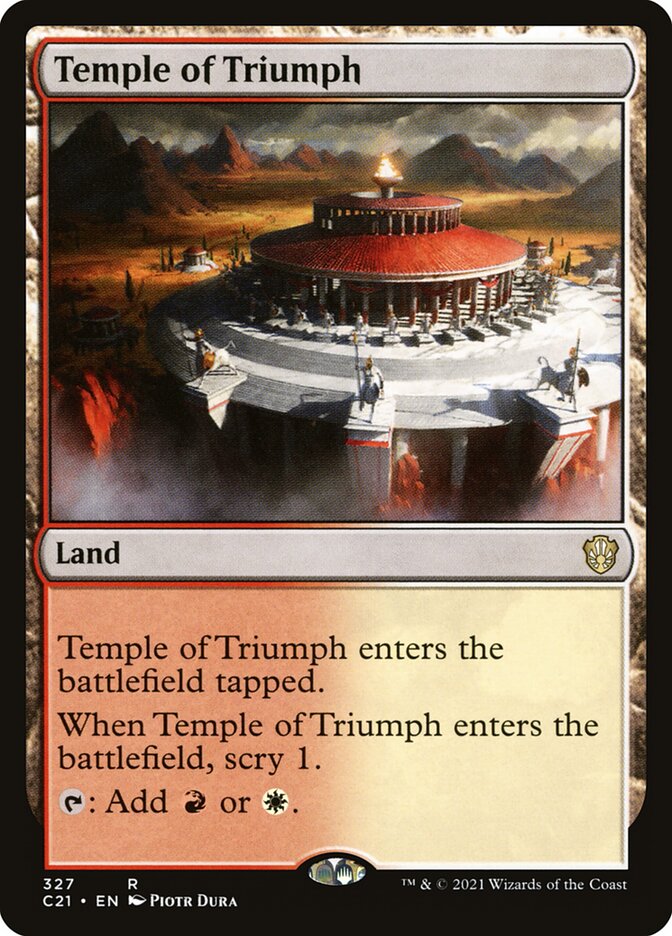 Temple of Triumph
Land
Temple of Triumph enters the
battlefield tapped.
When Temple of Triumph enters the
battlefield, scry 1.
: Add or .
327 R
C21 • EN Piotr Dura
™ & © 2021 Wizards of the Coast